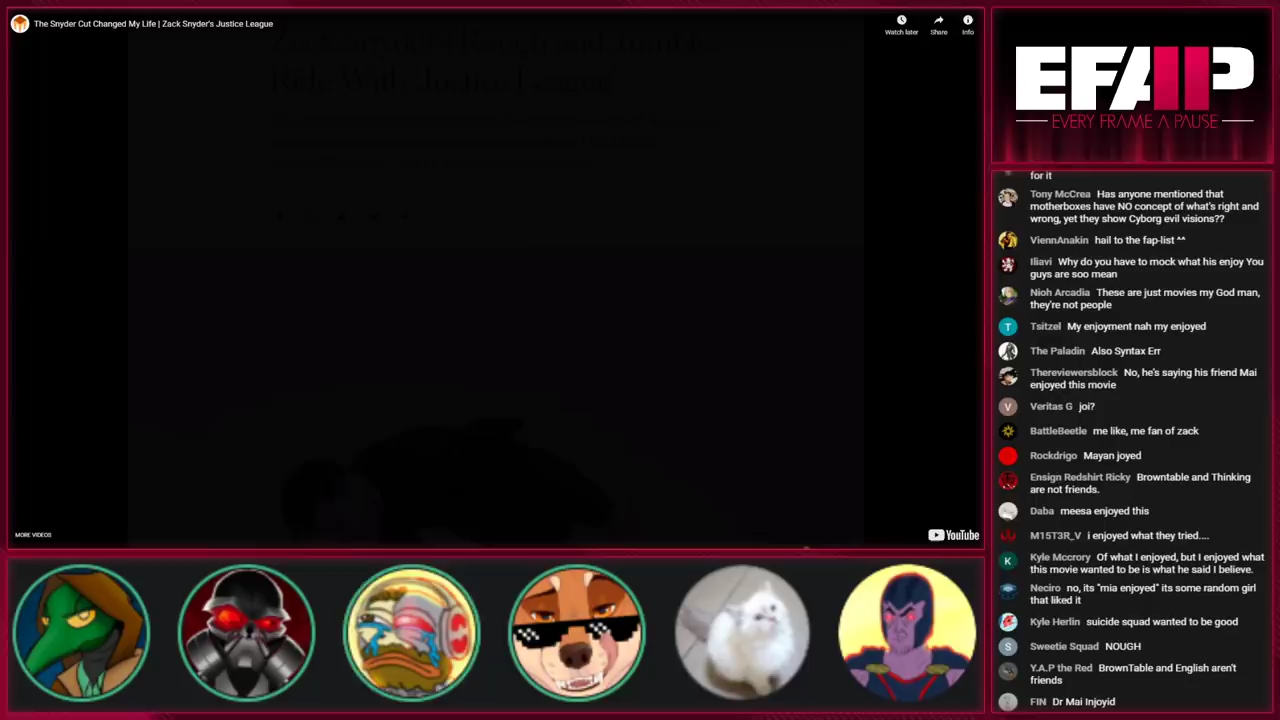 The Snyder Cut Changed My Life | Zack Snyder's Justice League
Watch later
Share
Info
MORE VIDEOS
YouTube
EFAP
EVERY FRAME A PAUSE
for it
Tony McCrea Has anyone mentioned that
motherboxes have NO concept of what's right and
wrong, yet they show Cyborg evil visions??
ViennAnakin hail to the fap-list ^^
Iliavi Why do you have to mock what his enjoy You
guys are soo mean
Nioh Arcadia These are just movies my God man,
they're not people
T
Tsitzel My enjoyment nah my enjoyed
The Paladin Also Syntax Err
Thereviewersblock No, he's saying his friend Mai
enjoyed this movie
V
Veritas G joi?
BattleBeetle me like, me fan of zack
Rockdrigo Mayan joyed
Ensign Redshirt Ricky Browntable and Thinking
are not friends.
Daba meesa enjoyed this
M15T3R_V i enjoyed what they tried....
K
Kyle Mccrory Of what I enjoyed, but I enjoyed what
this movie wanted to be is what he said I believe.
Neciro no, its "mia enjoyed" its some random girl
that liked it
Kyle Herlin suicide squad wanted to be good
S
Sweetie Squad NOUGH
Y.A.P the Red BrownTable and English aren't
friends
FIN Dr Mai Injoyid